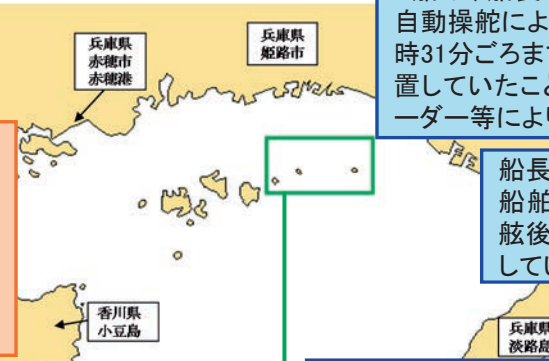 自動操舵によ
時31分ごろま
置していたこ
ーダー等によ
兵庫県
赤穂市
赤穂港
兵庫県
姫路市
船長
船舶
舷後
してい
香川県
小豆島
兵庫県
淡路島